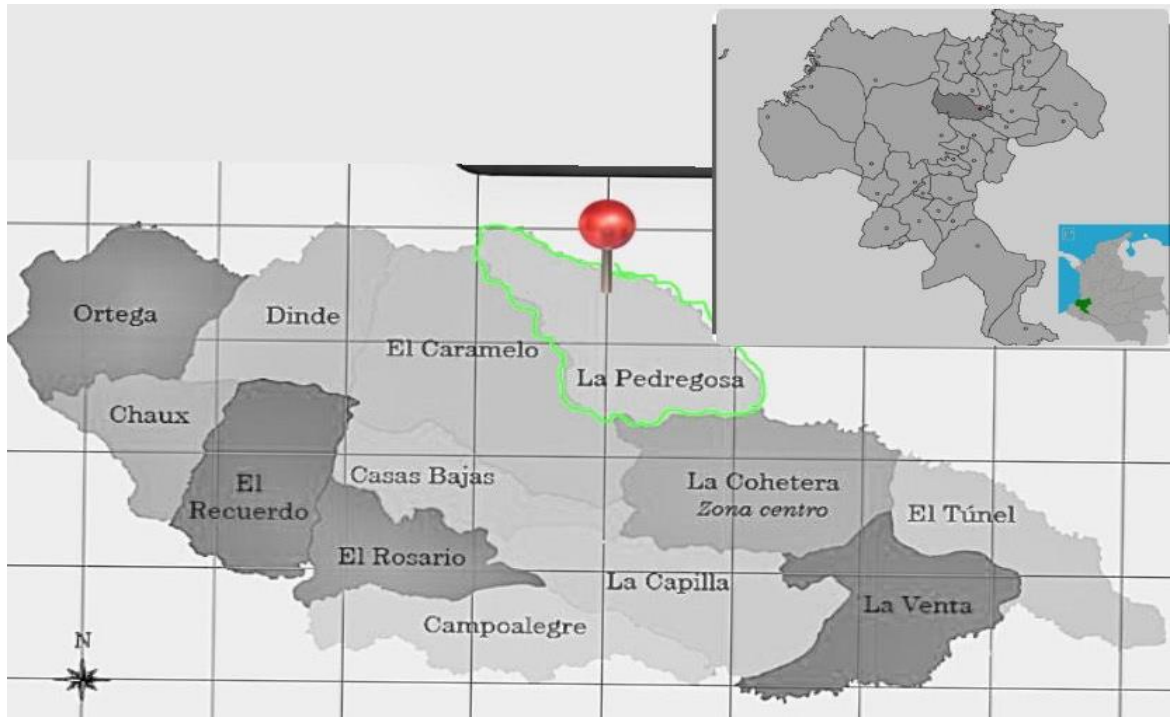 Ortega
Dinde
El Caramelo
La Pedregosa
Chaux
Casas Bajas
El
Recuerdo
La Cohetera
Zona centro
El Túnel
El Rosario
La Capilla
La Venta
Campoalegre
N